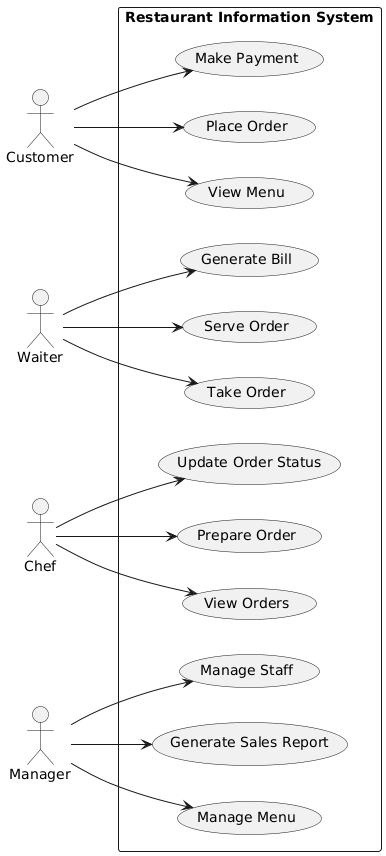 Restaurant Information System
Make Payment
Place Order
Customer
View Menu
Generate Bill
Serve Order
Waiter
Take Order
Update Order Status
Prepare Order
Chef
View Orders
Manage Staff
Generate Sales Report
Manager
Manage Menu